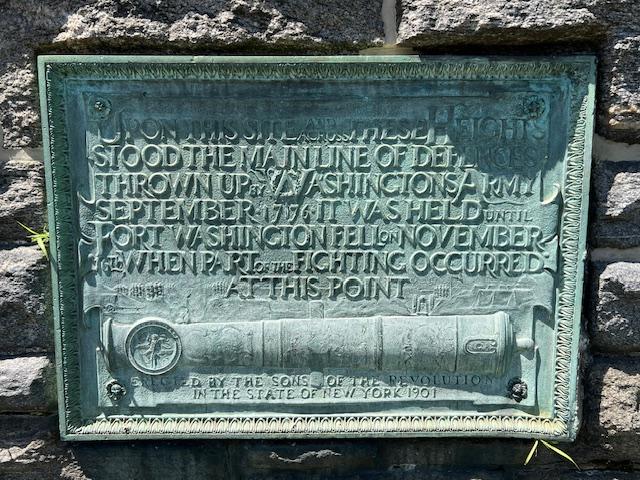 UPON THIS SITE AND ACROSS THESE HEIGHTS
STOOD THE MAIN LINE OF DEFENCES
THROWN UP BY WASHINGTONS ARMY
SEPTEMBER 1776 · IT WAS HELD UNTIL
FORT WASHINGTON FELL ON NOVEMBER
16TH WHEN PART OF THE FIGHTING OCCURRED
AT THIS POINT
ERECTED BY THE SONS OF THE REVOLUTION
IN THE STATE OF NEW YORK 1901